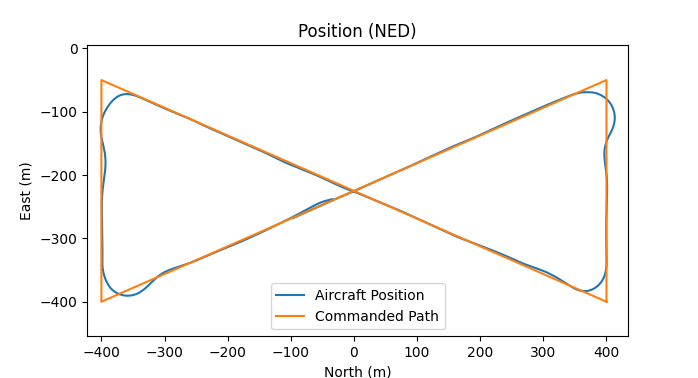 Position (NED)
0
−100
−200
−300
−400
East (m)
Aircraft Position
Commanded Path
−400 −300 −200 −100 0 100 200 300 400
North (m)